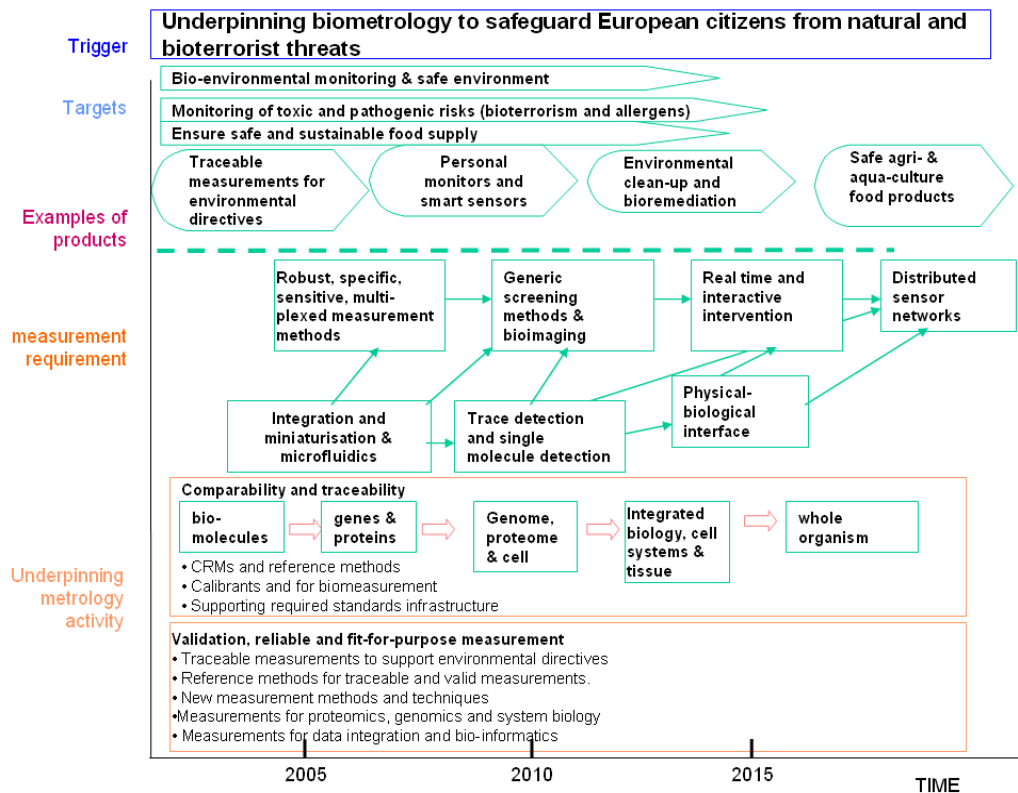 Trigger
Underpinning biometrology to safeguard European citizens from natural and
bioterrorist threats
Targets
Bio-environmental monitoring & safe environment
Monitoring of toxic and pathogenic risks (bioterrorism and allergens)
Ensure safe and sustainable food supply
Examples of
products
Traceable
measurements for
environmental
directives
Personal
monitors and
smart sensors
Environmental
clean-up and
bioremediation
Safe agri- &
aqua-culture
food products
measurement
requirement
Robust, specific,
sensitive, multi-
plexed measurement
methods
Generic
screening
methods &
bioimaging
Real time and
interactive
intervention
Distributed
sensor
networks
Integration and
miniaturisation &
microfluidics
Trace detection
and single
molecule detection
Physical-
biological
interface
Underpinning
metrology
activity
Comparability and traceability
bio-
molecules
genes &
proteins
Genome,
proteome
& cell
Integrated
biology, cell
systems &
tissue
whole
organism
• CRMs and reference methods
• Calibrants and for biomeasurement
• Supporting required standards infrastructure
Validation, reliable and fit-for-purpose measurement
• Traceable measurements to support environmental directives
• Reference methods for traceable and valid measurements.
• New measurement methods and techniques
•Measurements for proteomics, genomics and system biology
• Measurements for data integration and bio-informatics
2005
2010
2015
TIME